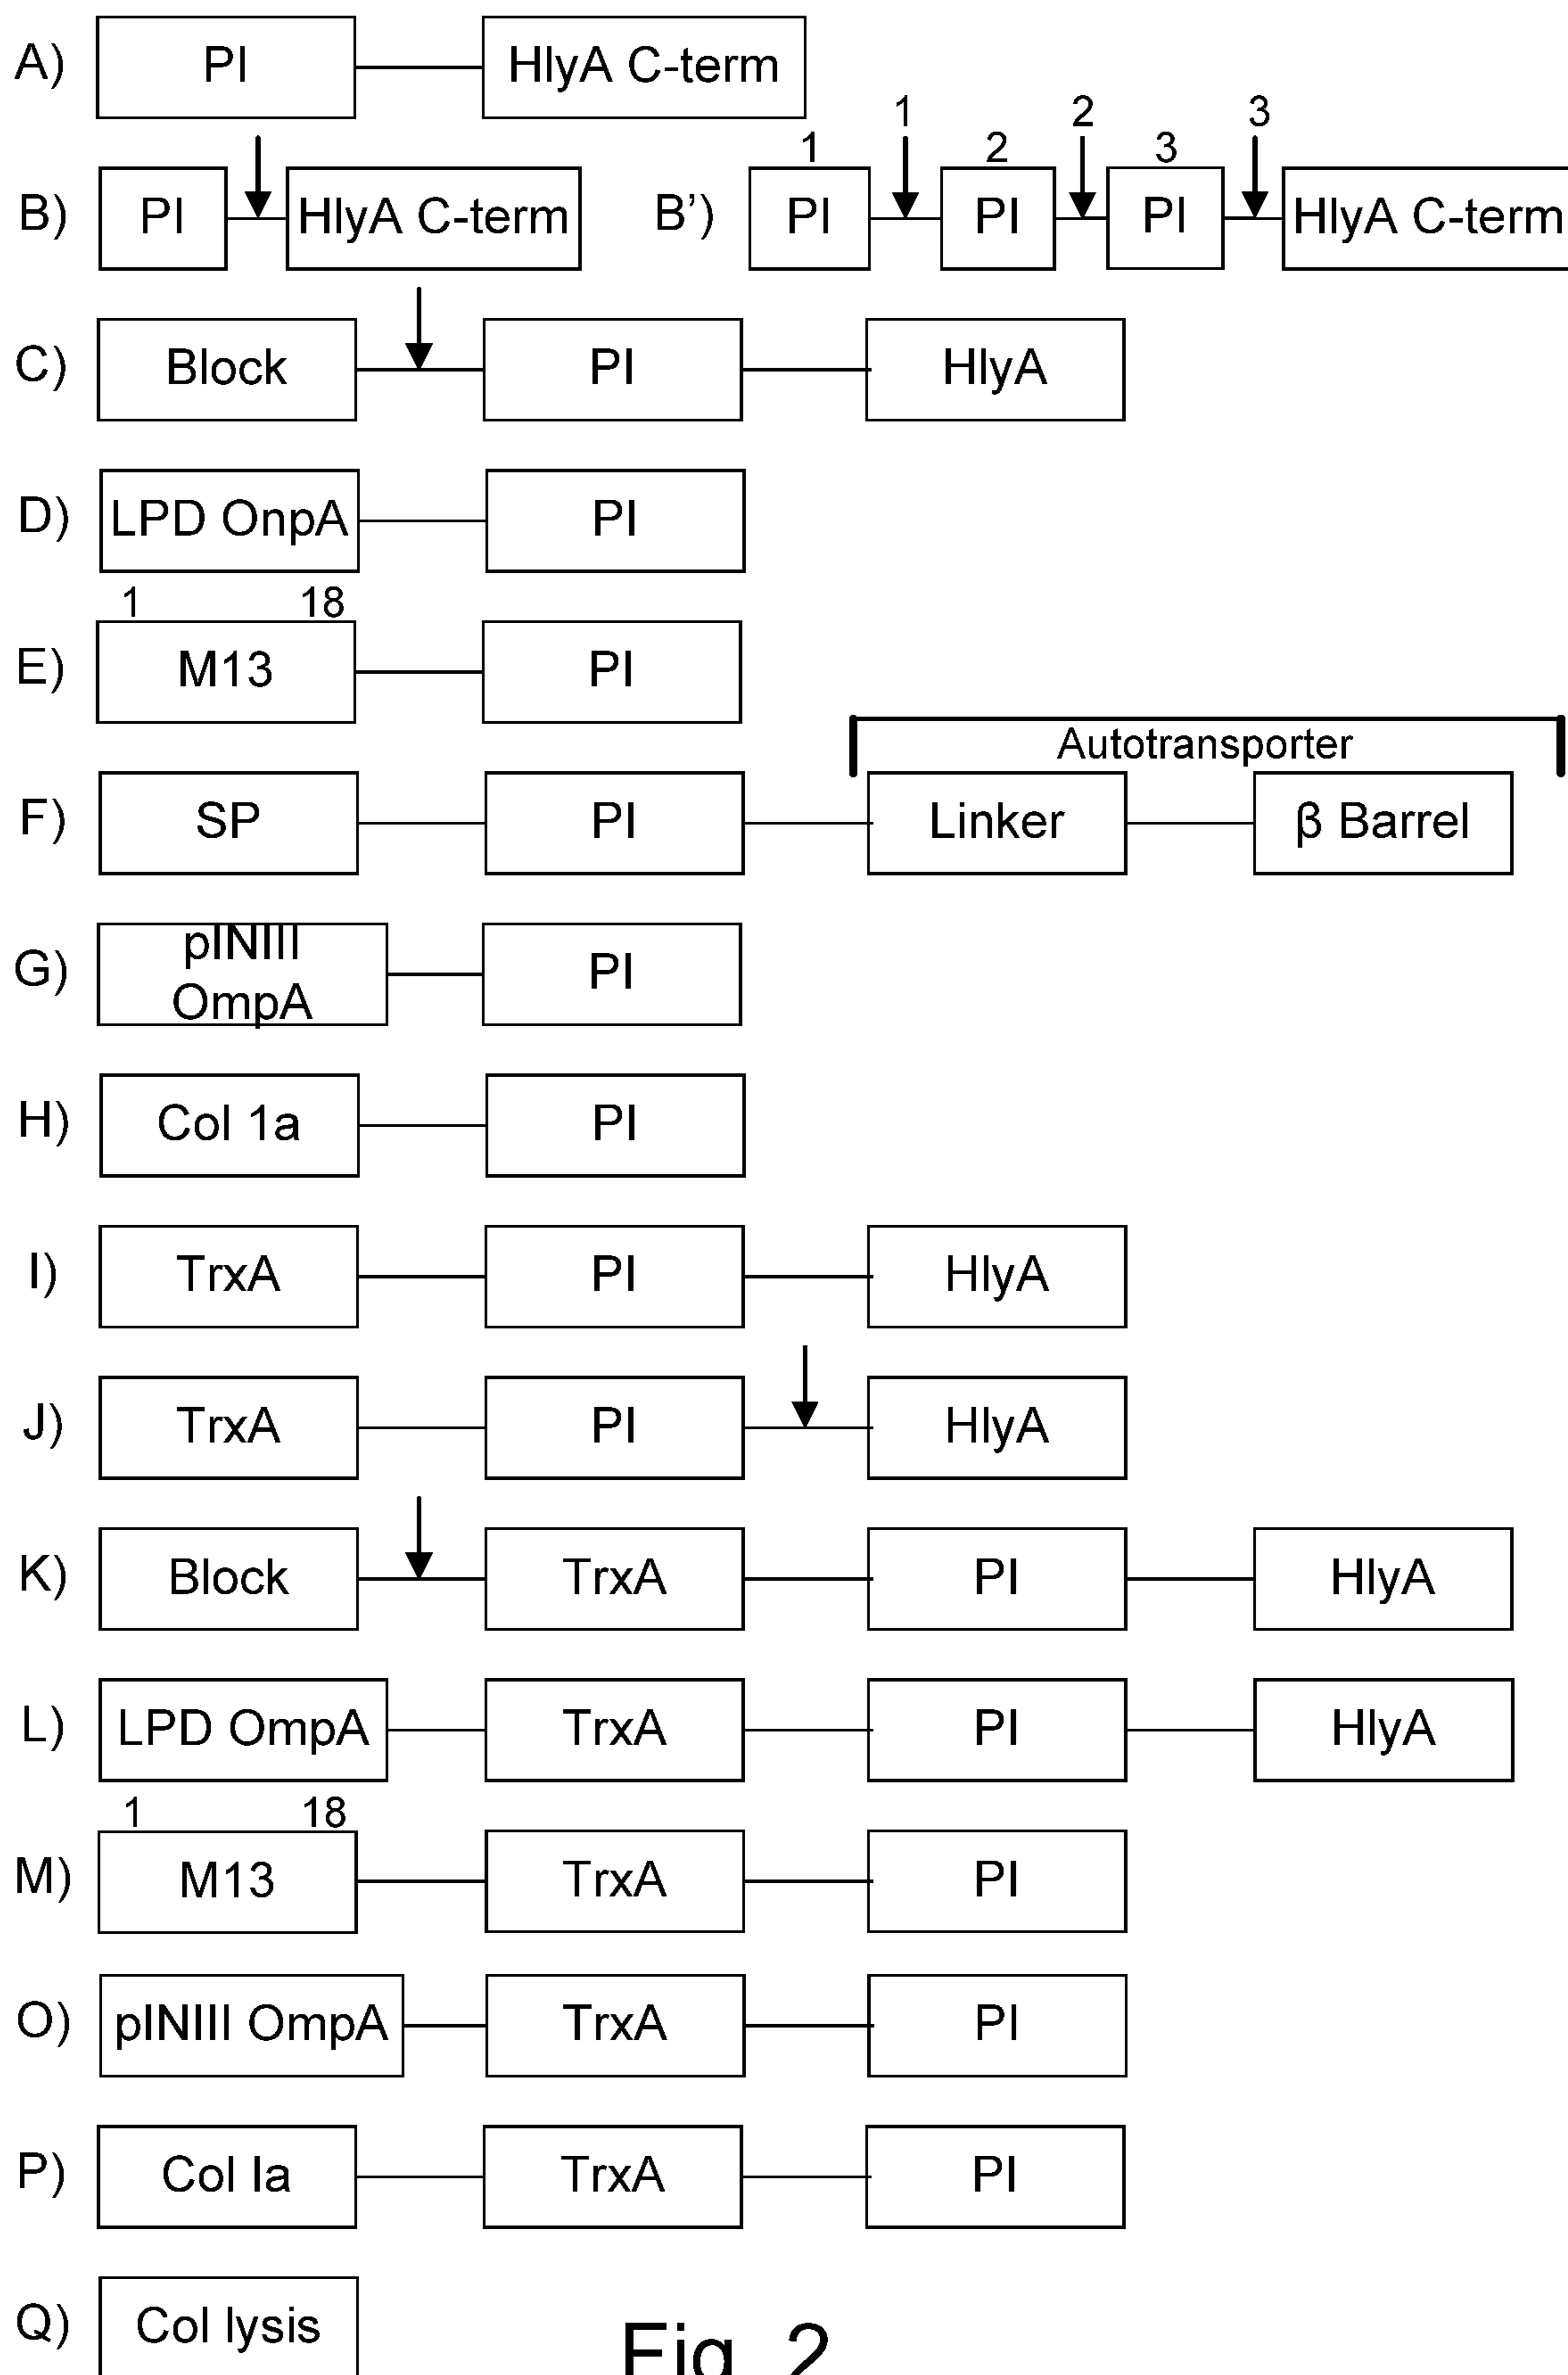 A) PI HlyA C-term
1 2 3
1 2 3
B) PI HlyA C-term B’) PI PI PI HlyA C-term
C) Block PI HlyA
D) LPD OnpA PI
1 18
E) M13 PI
Autotransporter
F) SP PI Linker β Barrel
G) pINIII OmpA PI
H) Col 1a PI
I) TrxA PI HlyA
J) TrxA PI HlyA
K) Block TrxA PI HlyA
L) LPD OmpA TrxA PI HlyA
1 18
M) M13 TrxA PI
O) pINIII OmpA TrxA PI
P) Col Ia TrxA PI
Q) Col lysis
Fig. 2